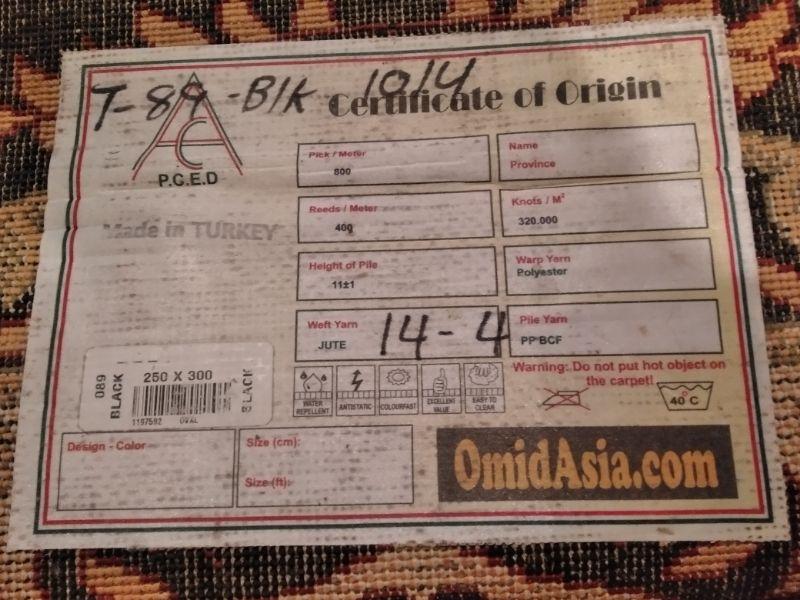 T-89 -Blk 1014
Certificate of Origin
P.C.E.D
Made in TURKEY
Pick / Meter
800
Name
Province
Reeds / Meter
400
Knots / M²
320.000
Height of Pile
11±1
Warp Yarn
Polyester
Weft Yarn
JUTE
14-4
Pile Yarn
PP BCF
WATER REPELLENT
ANTISTATIC
COLOURFAST
EXCELLENT VALUE
EASY TO CLEAN
Warning: Do not put hot object on
the carpet!
40 C
089
BLACK
250 X 300
BLACK
1197592 OVAL
Design - Color
Size (cm):
Size (ft):
OmidAsia.com